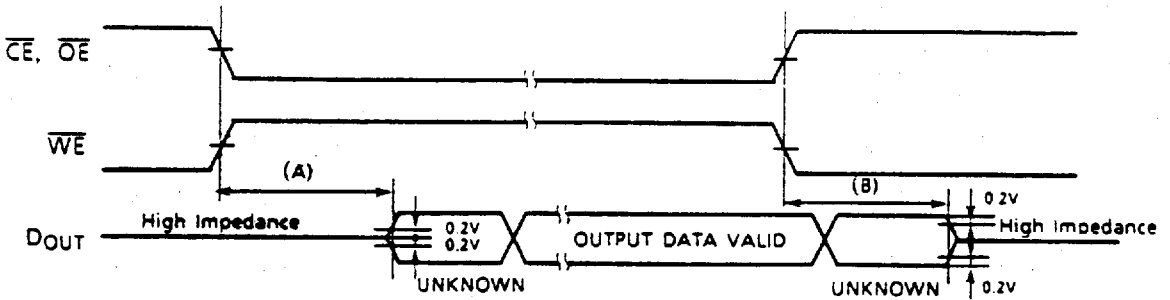 CE, OE
WE
(A)
(B)
0.2V
High Impedance
0.2V
0.2V
High Impedance
DOUT
OUTPUT DATA VALID
UNKNOWN
UNKNOWN
0.2V